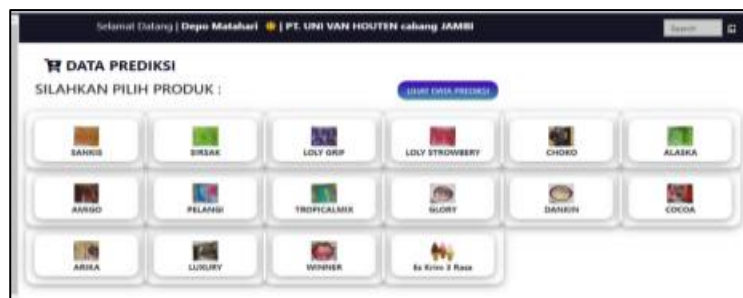 Selamat Datang | Depo Matahari | PT. UNI VAN HOUTEN cabang JAMBI
Search
DATA PREDIKSI
SILAHKAN PILIH PRODUK :
LIHAT DATA PREDIKSI
SANKIS SIRSAK LOLY GRIP LOLY STROWBERY CHOKO ALASKA
AMIGO PELANGI TROPICALMIX GLORY DANKIN COCOA
ARIKA LUXURY WINNER Es Krim 3 Rasa